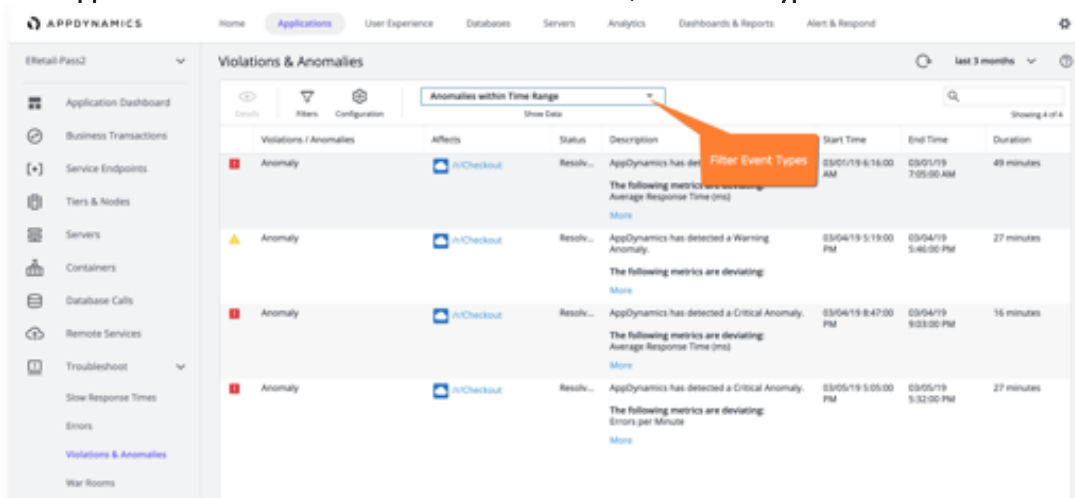 APPDYNAMICS
Home Applications User Experience Databases Servers Analytics Dashboards & Reports Alert & Respond
ERetail-Pass2
Violations & Anomalies
last 3 months
Application Dashboard
Business Transactions
Service Endpoints
Tiers & Nodes
Servers
Containers
Database Calls
Remote Services
Troubleshoot
Slow Response Times
Errors
Violations & Anomalies
War Rooms
Details Filters Configuration
Anomalies within Time Range
Show Data
Showing 4 of 4
Filter Event Types
Violations / Anomalies Affects Status Description Start Time End Time Duration
Anomaly /r/Checkout Resolv... AppDynamics has det 03/01/19 6:16:00 03/01/19 49 minutes
AM 7:05:00 AM
The following metrics are deviating:
Average Response Time (ms)
More
Anomaly /r/Checkout Resolv... AppDynamics has detected a Warning 03/04/19 5:19:00 03/04/19 27 minutes
Anomaly. PM 5:46:00 PM
The following metrics are deviating:
More
Anomaly /r/Checkout Resolv... AppDynamics has detected a Critical Anomaly. 03/04/19 8:47:00 03/04/19 16 minutes
PM 9:03:00 PM
The following metrics are deviating:
Average Response Time (ms)
More
Anomaly /r/Checkout Resolv... AppDynamics has detected a Critical Anomaly. 03/05/19 5:05:00 03/05/19 27 minutes
PM 5:32:00 PM
The following metrics are deviating:
Errors per Minute
More